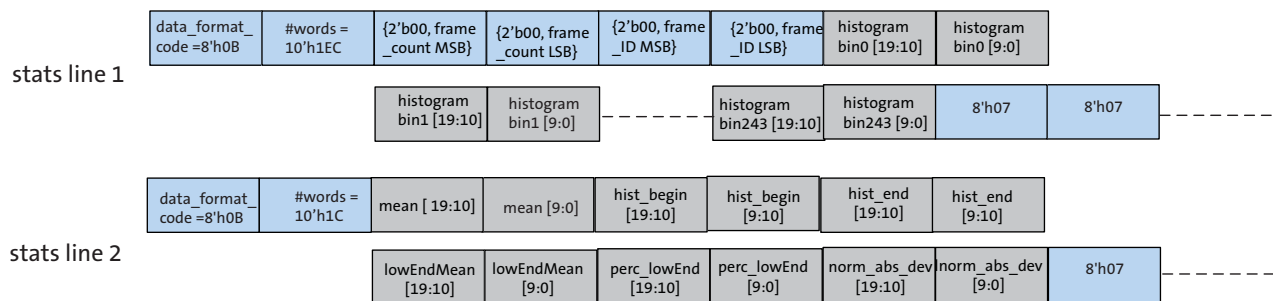 data_format_
code =8'h0B
#words =
10'h1EC
{2'b00, frame
_count MSB}
{2'b00, frame
_count LSB}
{2'b00, frame
_ID MSB}
{2'b00, frame
_ID LSB}
histogram
bin0 [19:10]
histogram
bin0 [9:0]
stats line 1
histogram
bin1 [19:10]
histogram
bin1 [9:0]
histogram
bin243 [19:10]
histogram
bin243 [9:0]
8'h07
8'h07
data_format_
code =8'h0B
#words =
10'h1C
mean [ 19:10]
mean [9:0]
hist_begin
[19:10]
hist_begin
[9:10]
hist_end
[19:10]
hist_end
[9:10]
stats line 2
lowEndMean
[19:10]
lowEndMean
[9:0]
perc_lowEnd
[19:10]
perc_lowEnd
[9:0]
norm_abs_dev
[19:10]
lnorm_abs_dev
[9:0]
8'h07